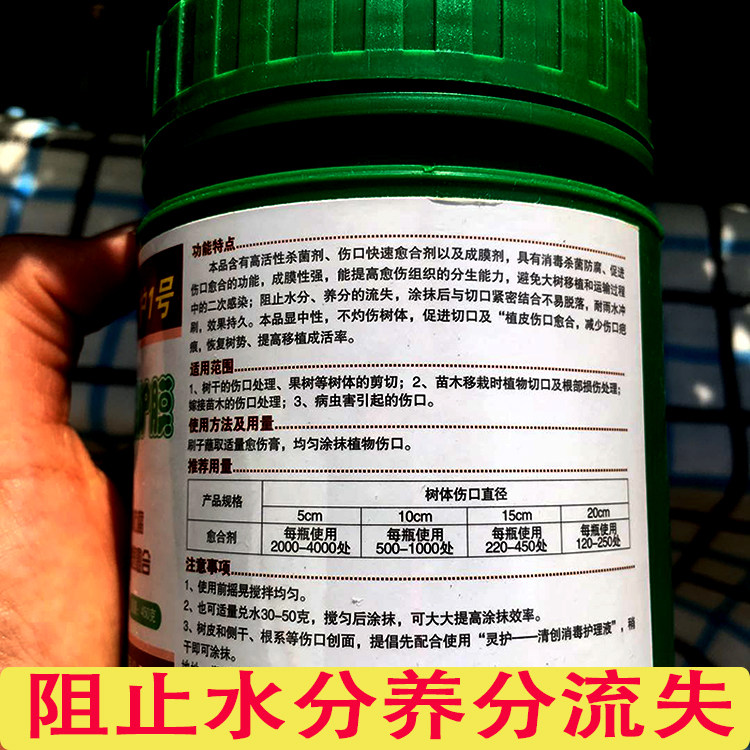 功能特点
本品含有高活性杀菌剂、伤口快速愈合剂以及成膜剂，具有消毒杀菌防腐、促进
伤口愈合的功能，成膜性强，能提高愈伤组织的分生能力，避免大树移植和运输过程
中的二次感染；阻止水分、养分的流失，涂抹后与切口紧密结合不易脱落，耐雨水冲
刷，效果持久。本品显中性，不灼伤树体，促进切口及“植皮伤口愈合，减少伤口疤
痕，恢复树势、提高移植成活率。
适用范围
1、树干的伤口处理、果树等树体的剪切；2、苗木移栽时植物切口及根部损伤处理；
嫁接苗木的伤口处理；3、病虫害引起的伤口。
使用方法及用量
刷子蘸取适量愈伤膏，均匀涂抹植物伤口。
推荐用量
产品规格 树体伤口直径
5cm 10cm 15cm 20cm
愈合剂 每瓶使用 每瓶使用 每瓶使用 每瓶使用
2000-4000处 500-1000处 220-450处 120-250处
注意事项
1、使用前摇晃搅拌均匀。
2、也可适量兑水30-50克，搅匀后涂抹，可大大提高涂抹效率。
3、树皮和侧干、根系等伤口创面，提倡先配合使用“灵护——清创消毒护理液”，稍
干即可涂抹。
1号
膜
合
450克
阻止水分养分流失